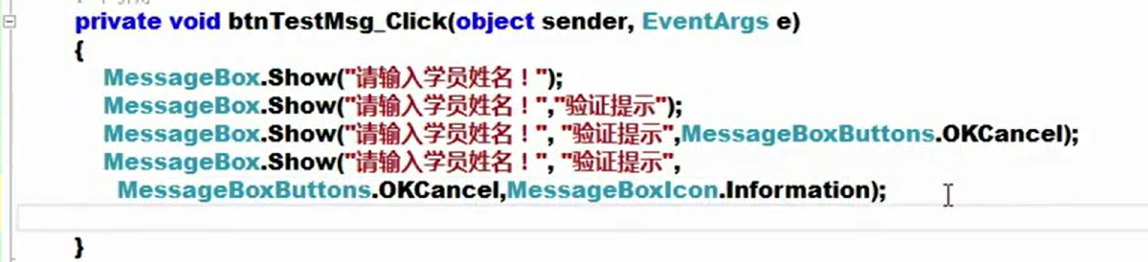 private void btnTestMsg_Click(object sender, EventArgs e)
{
MessageBox.Show("请输入学员姓名！");
MessageBox.Show("请输入学员姓名！","验证提示");
MessageBox.Show("请输入学员姓名！", "验证提示",MessageBoxButtons.OKCancel);
MessageBox.Show("请输入学员姓名！", "验证提示",
MessageBoxButtons.OKCancel,MessageBoxIcon.Information);
}